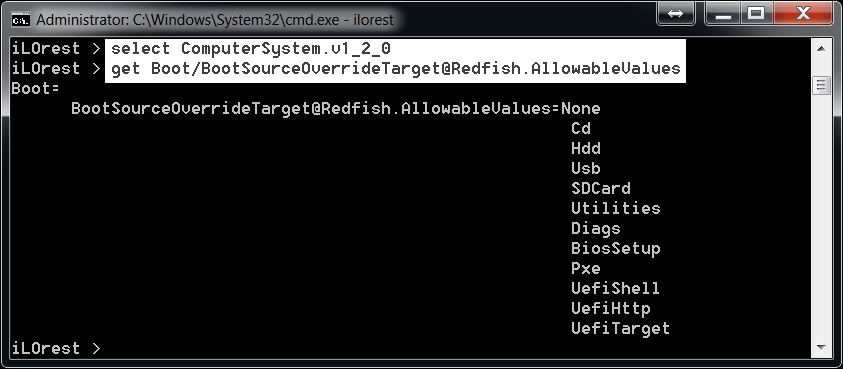 Administrator: C:\Windows\System32\cmd.exe - ilorest
iLOrest > select ComputerSystem.v1_2_0
iLOrest > get Boot/BootSourceOverrideTarget@Redfish.AllowableValues
Boot=
BootSourceOverrideTarget@Redfish.AllowableValues=None
Cd
Hdd
Usb
SDCard
Utilities
Diags
BiosSetup
Pxe
UefiShell
UefiHttp
UefiTarget
iLOrest >